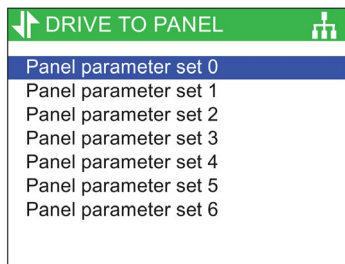 DRIVE TO PANEL
Panel parameter set 0
Panel parameter set 1
Panel parameter set 2
Panel parameter set 3
Panel parameter set 4
Panel parameter set 5
Panel parameter set 6